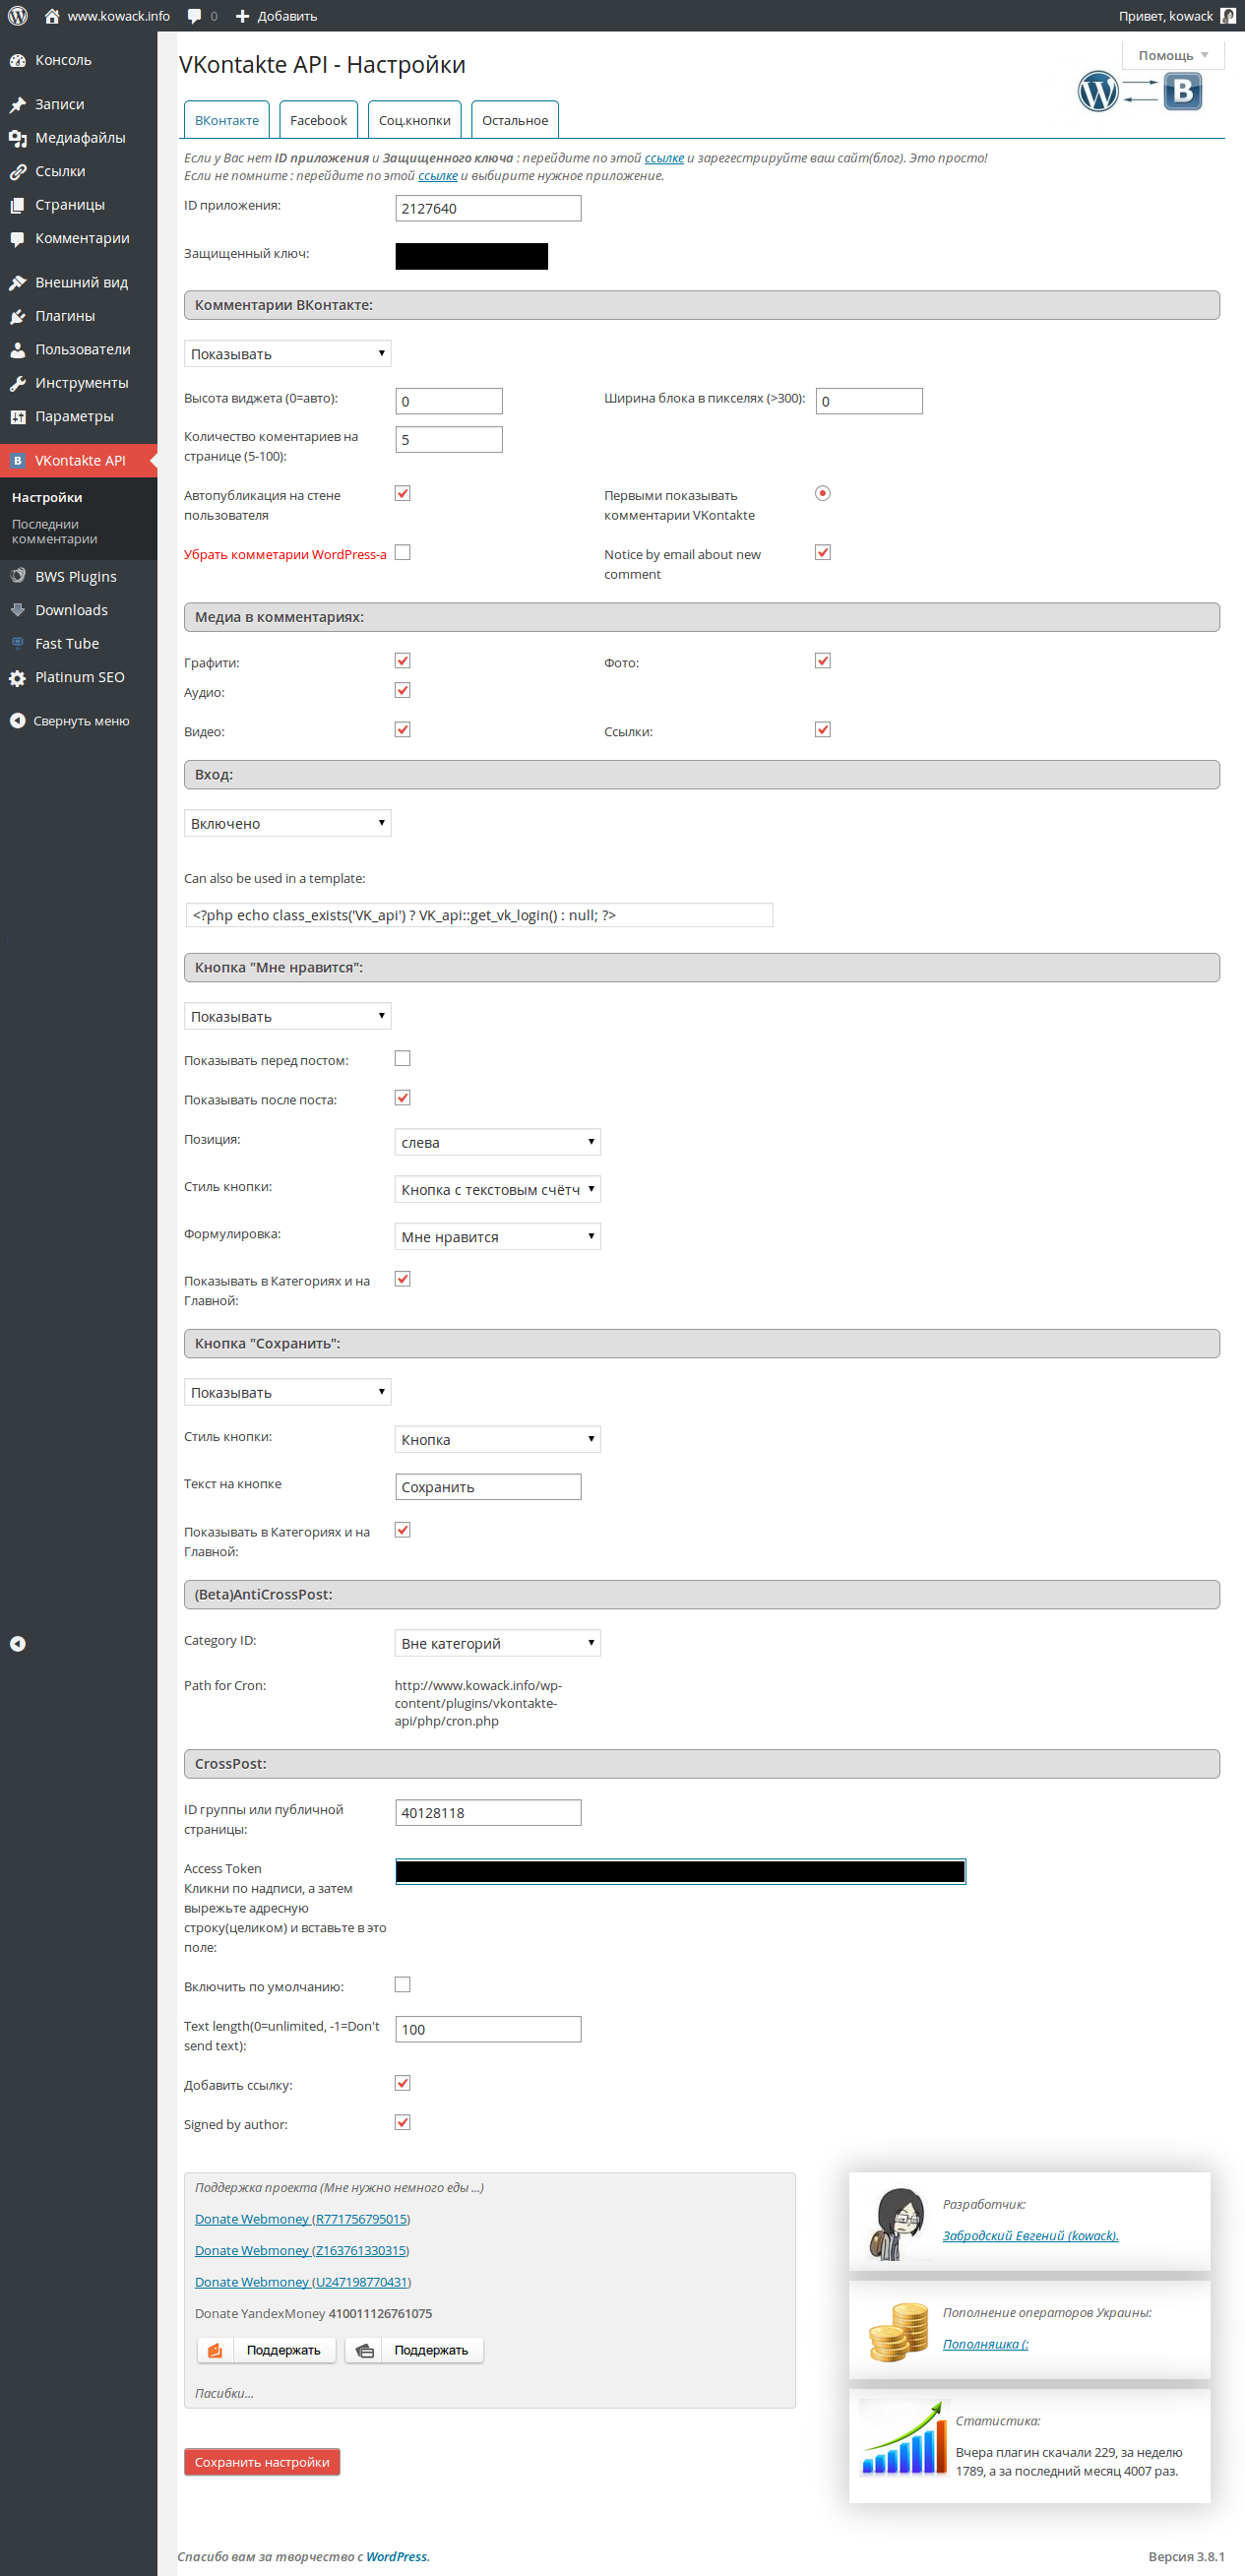 www.kowack.info 0 Добавить Привет, kowack
Консоль
Записи
Медиафайлы
Ссылки
Страницы
Комментарии
Внешний вид
Плагины
Пользователи
Инструменты
Параметры
VKontakte API
Настройки
Последнии
комментарии
BWS Plugins
Downloads
Fast Tube
Platinum SEO
Свернуть меню
Помощь
VKontakte API - Настройки
ВКонтакте Facebook Соц.кнопки Остальное
Если у Вас нет ID приложения и Защищенного ключа : перейдите по этой ссылке и зарегестрируйте ваш сайт(блог). Это просто!
Если не помните : перейдите по этой ссылке и выбирите нужное приложение.
ID приложения: 2127640
Защищенный ключ:
Комментарии ВКонтакте:
Показывать
Высота виджета (0=авто): 0 Ширина блока в пикселях (>300): 0
Количество коментариев на
странице (5-100): 5
Автопубликация на стене
пользователя
Первыми показывать
комментарии VKontakte
Убрать комметарии WordPress-а
Notice by email about new
comment
Медиа в комментариях:
Графити: Фото:
Аудио:
Видео: Ссылки:
Вход:
Включено
Can also be used in a template:
<?php echo class_exists('VK_api') ? VK_api::get_vk_login() : null; ?>
Кнопка "Мне нравится":
Показывать
Показывать перед постом:
Показывать после поста:
Позиция: слева
Стиль кнопки: Кнопка с текстовым счётч
Формулировка: Мне нравится
Показывать в Категориях и на
Главной:
Кнопка "Сохранить":
Показывать
Стиль кнопки: Кнопка
Текст на кнопке Сохранить
Показывать в Категориях и на
Главной:
(Beta)AntiCrossPost:
Category ID: Вне категорий
Path for Cron: http://www.kowack.info/wp-
content/plugins/vkontakte-
api/php/cron.php
CrossPost:
ID группы или публичной
страницы: 40128118
Access Token
Кликни по надписи, а затем
вырежьте адресную
строку(целиком) и вставьте в это
поле:
Включить по умолчанию:
Text length(0=unlimited, -1=Don't
send text): 100
Добавить ссылку:
Signed by author:
Поддержка проекта (Мне нужно немного еды ...)
Donate Webmoney (R771756795015)
Donate Webmoney (Z163761330315)
Donate Webmoney (U247198770431)
Donate YandexMoney 410011126761075
Поддержать Поддержать
Пасибки...
Разработчик:
Забродский Евгений (kowack).
Пополнение операторов Украины:
Пополняшка (;
Статистика:
Вчера плагин скачали 229, за неделю
1789, а за последний месяц 4007 раз.
Сохранить настройки
Спасибо вам за творчество с WordPress. Версия 3.8.1